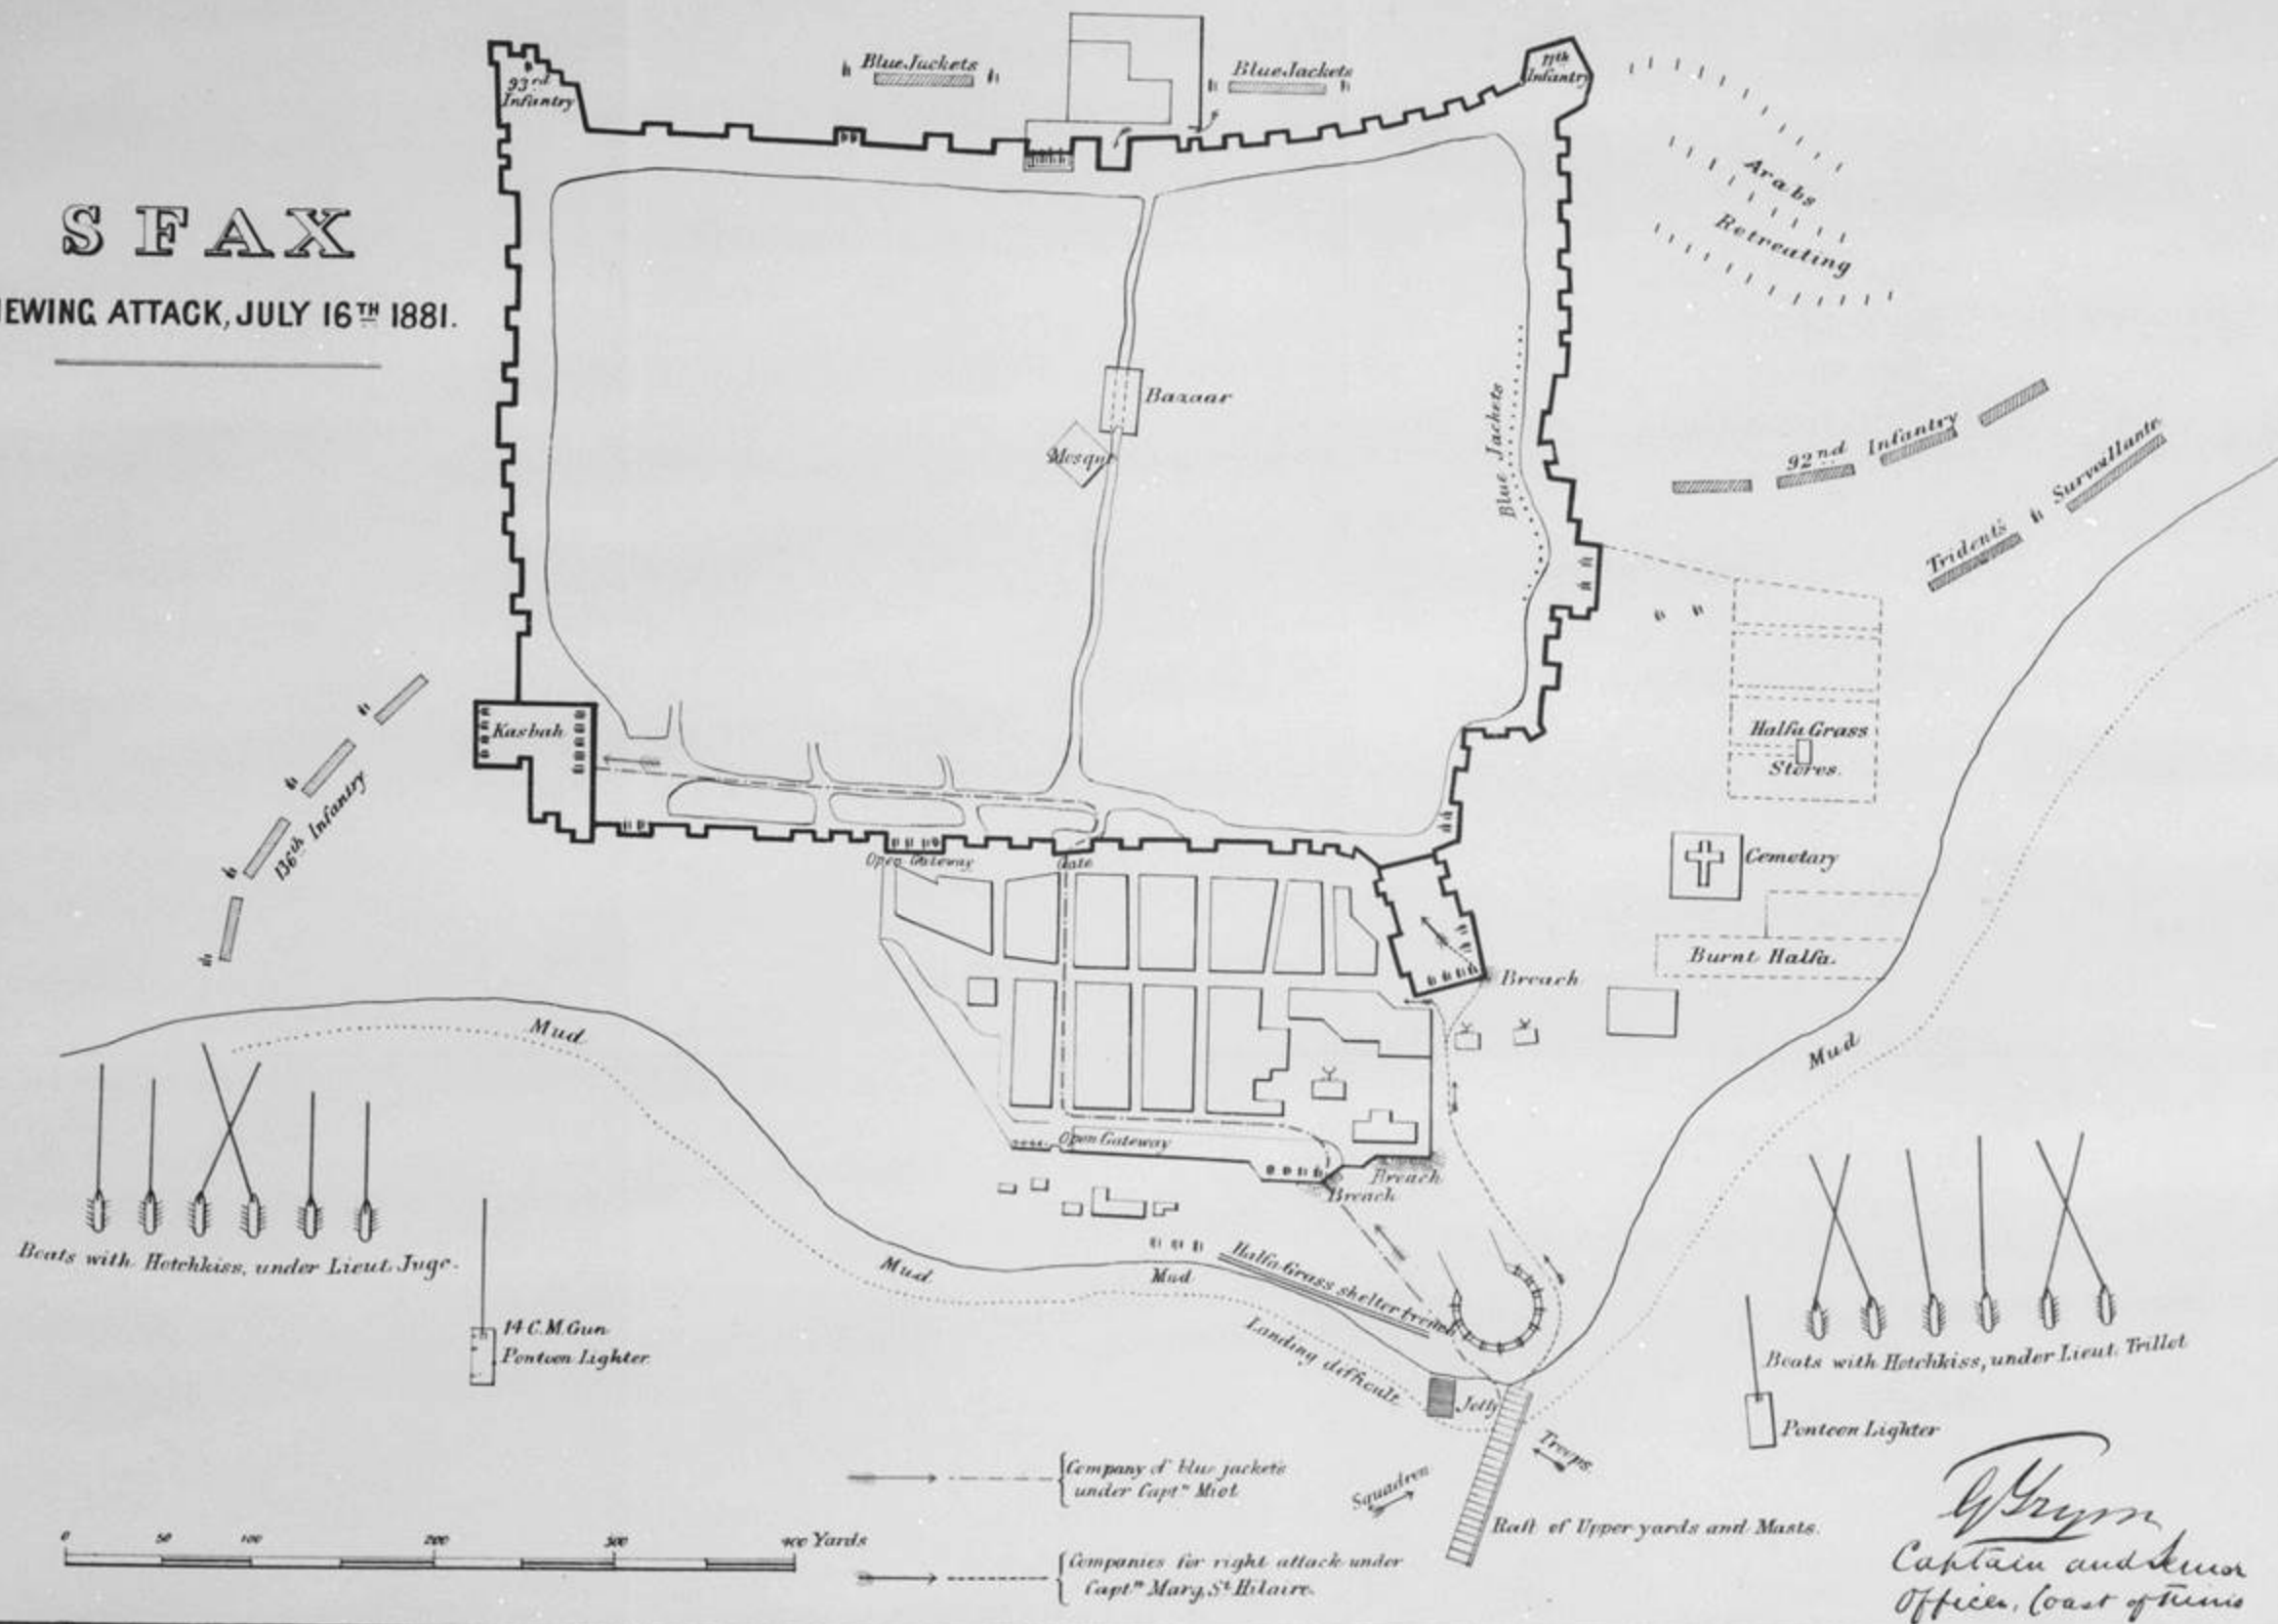 SFAX
EWING ATTACK, JULY 16TH 1881.
93rd
Infantry
Blue Jackets
Blue Jackets
11th
Infantry
Arabs
Retreating
Bazaar
Mosque
Blue Jackets
92nd Infantry
Trident's
Surveillante
Kasbah
136th Infantry
Halfa Grass
Stores.
Open Gateway
Gate
Cemetary
Burnt Halfa.
Breach
Mud
Mud
Open Gateway
Breach
Breach
Boats with Hotchkiss, under Lieut. Juge.
Mud
Mud
Halfa Grass shelter trench
14 C.M. Gun
Pontoon Lighter.
Landing difficult
Jetty
Boats with Hotchkiss, under Lieut. Trillot
Pontoon Lighter
Troops.
Squadron
Company of blue jackets
under Captn Miot
Raft of Upper yards and Masts.
0 50 100 200 300 400 Yards
Companies for right attack under
Captn Marq. St Hilaire.
Captain and Senior
Officer, Coast of Tunis